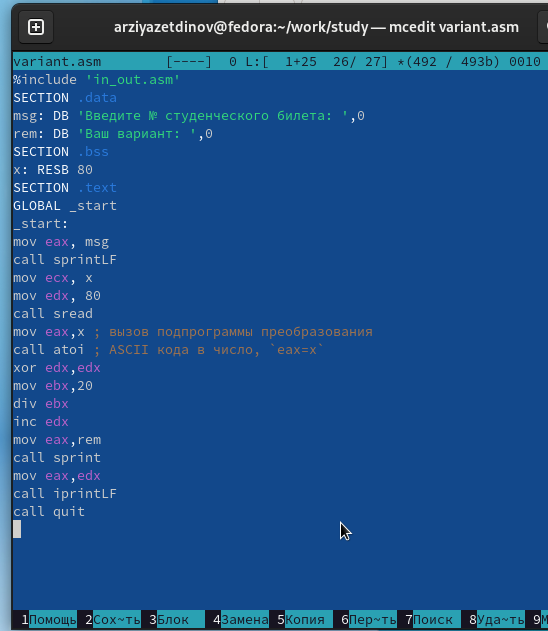 arziyazetdinov@fedora:~/work/study — mcedit variant.asm
variant.asm [----] 0 L:[ 1+25 26/ 27] *(492 / 493b) 0010
%include 'in_out.asm'
SECTION .data
msg: DB 'Введите № студенческого билета: ',0
rem: DB 'Ваш вариант: ',0
SECTION .bss
x: RESB 80
SECTION .text
GLOBAL _start
_start:
mov eax, msg
call sprintLF
mov ecx, x
mov edx, 80
call sread
mov eax,x ; вызов подпрограммы преобразования
call atoi ; ASCII кода в число, `eax=x`
xor edx,edx
mov ebx,20
div ebx
inc edx
mov eax,rem
call sprint
mov eax,edx
call iprintLF
call quit
1Помощь 2Сох~ть 3Блок 4Замена 5Копия 6Пер~ть 7Поиск 8Уда~ть 9М